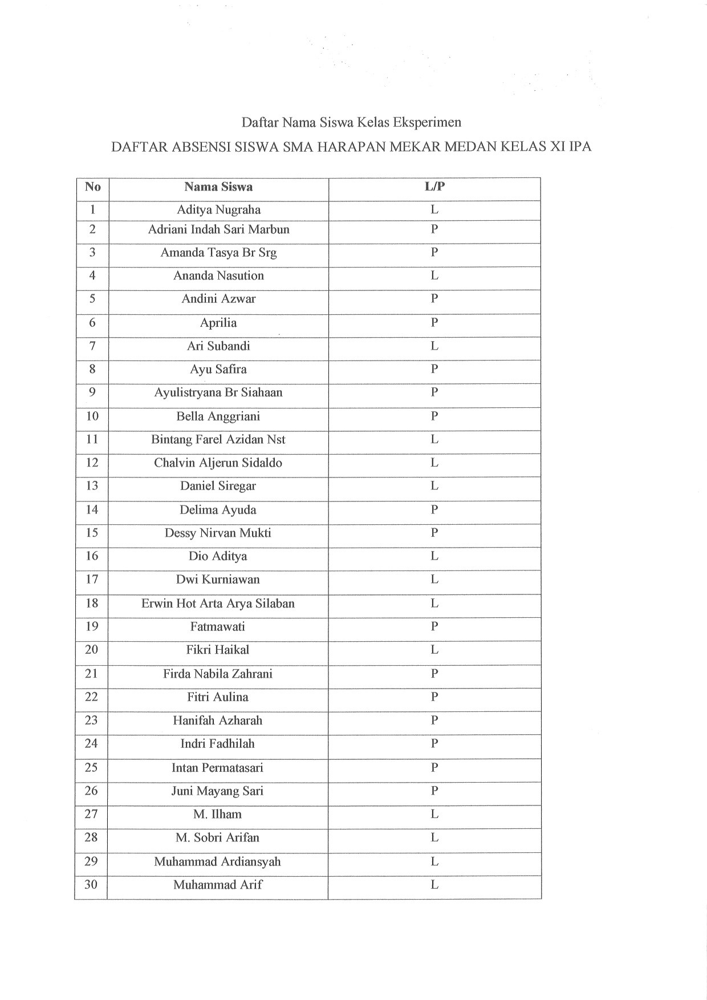 Daftar Nama Siswa Kelas Eksperimen
DAFTAR ABSENSI SISWA SMA HARAPAN MEKAR MEDAN KELAS XI IPA
No Nama Siswa L/P
1 Aditya Nugraha L
2 Adriani Indah Sari Marbun P
3 Amanda Tasya Br Srg P
4 Ananda Nasution L
5 Andini Azwar P
6 Aprilia P
7 Ari Subandi L
8 Ayu Safira P
9 Ayulistryana Br Siahaan P
10 Bella Anggriani P
11 Bintang Farel Azidan Nst L
12 Chalvin Aljerun Sidaldo L
13 Daniel Siregar L
14 Delima Ayuda P
15 Dessy Nirvan Mukti P
16 Dio Aditya L
17 Dwi Kurniawan L
18 Erwin Hot Arta Arya Silaban L
19 Fatmawati P
20 Fikri Haikal L
21 Firda Nabila Zahrani P
22 Fitri Aulina P
23 Hanifah Azharah P
24 Indri Fadhilah P
25 Intan Permatasari P
26 Juni Mayang Sari P
27 M. Ilham L
28 M. Sobri Arifan L
29 Muhammad Ardiansyah L
30 Muhammad Arif L